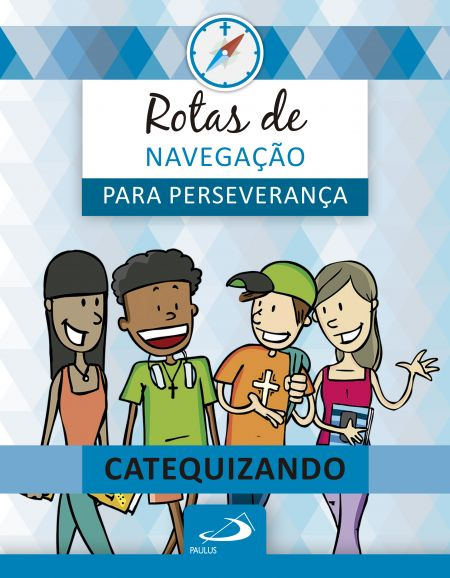 Rotas de
NAVEGAÇÃO
PARA PERSEVERANÇA
CATEQUIZANDO
PAULUS